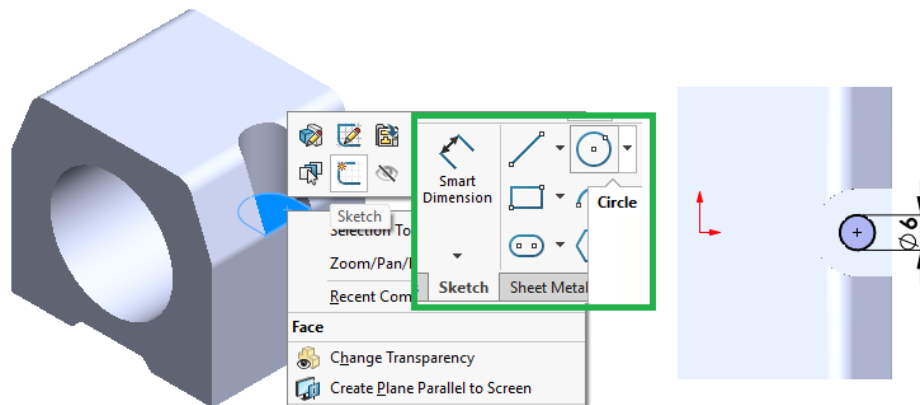 Sketch
Selection To
Zoom/Pan/
Recent Com
Face
Change Transparency
Create Plane Parallel to Screen
Smart
Dimension
Circle
Sketch
Sheet Metal
Ø6